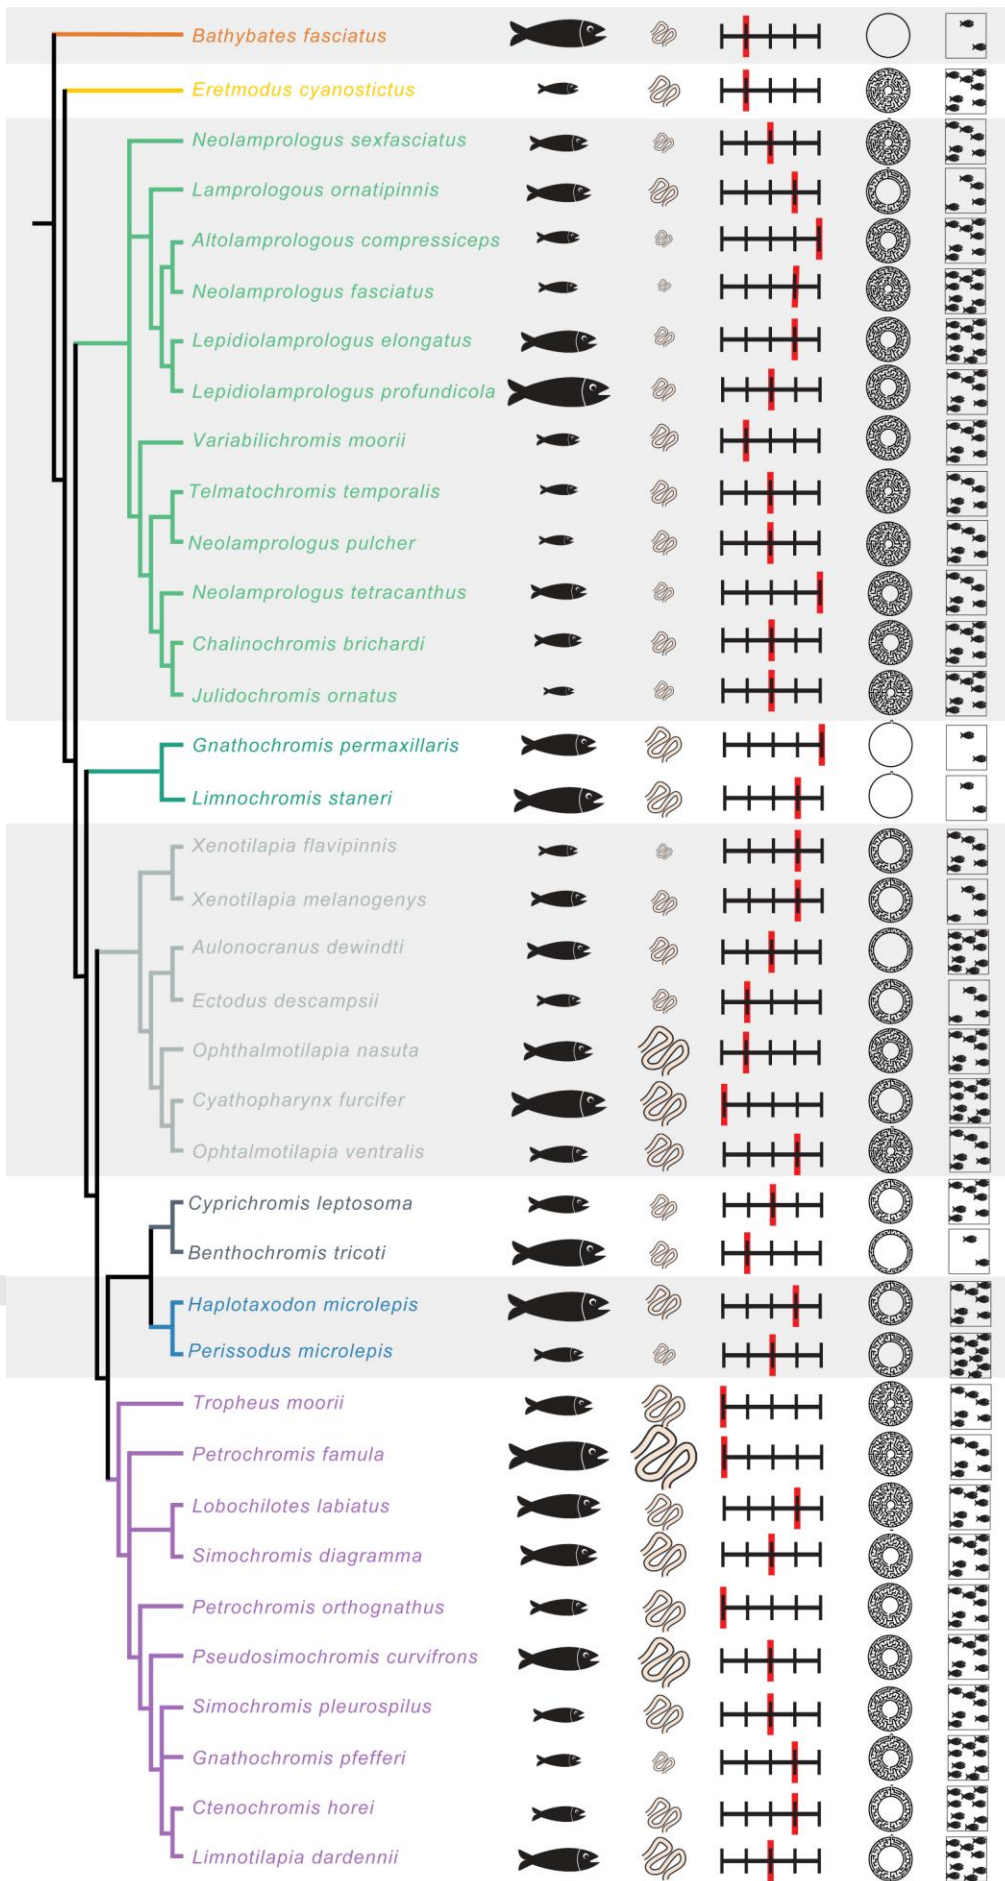 Bathybates fasciatus
Eretmodus cyanostictus
Neolamprologus sexfasciatus
Lamprologous ornatipinnis
Altolamprologous compressiceps
Neolamprologus fasciatus
Lepidiolamprologus elongatus
Lepidiolamprologus profundicola
Variabilichromis moorii
Telmatochromis temporalis
Neolamprologus pulcher
Neolamprologus tetracanthus
Chalinochromis brichardi
Julidochromis ornatus
Gnathochromis permaxillaris
Limnochromis staneri
Xenotilapia flavipinnis
Xenotilapia melanogenys
Aulonocranus dewindti
Ectodus descampsii
Ophthalmotilapia nasuta
Cyathopharynx furcifer
Ophtalmotilapia ventralis
Cyprichromis leptosoma
Benthochromis tricoti
Haplotaxodon microlepis
Perissodus microlepis
Tropheus moorii
Petrochromis famula
Lobochilotes labiatus
Simochromis diagramma
Petrochromis orthognathus
Pseudosimochromis curvifrons
Simochromis pleurospilus
Gnathochromis pfefferi
Ctenochromis horei
Limnotilapia dardennii